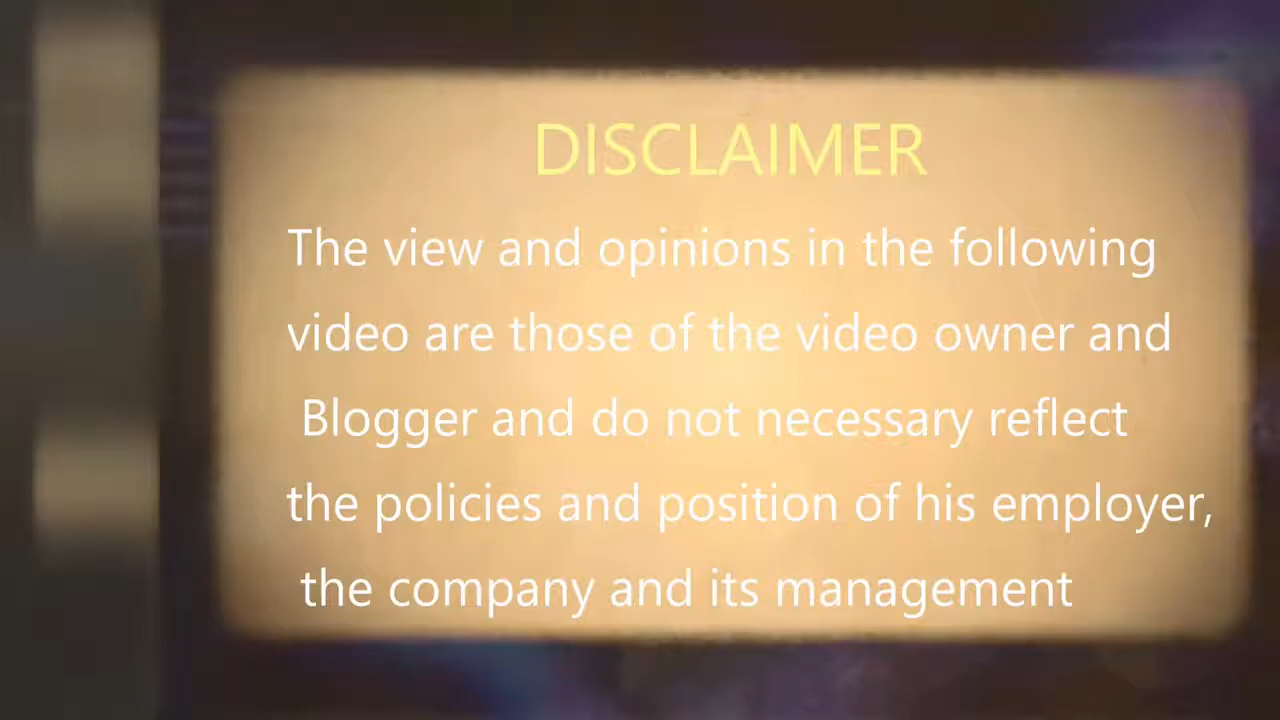 DISCLAIMER
The view and opinions in the following
video are those of the video owner and
Blogger and do not necessary reflect
the policies and position of his employer,
the company and its management